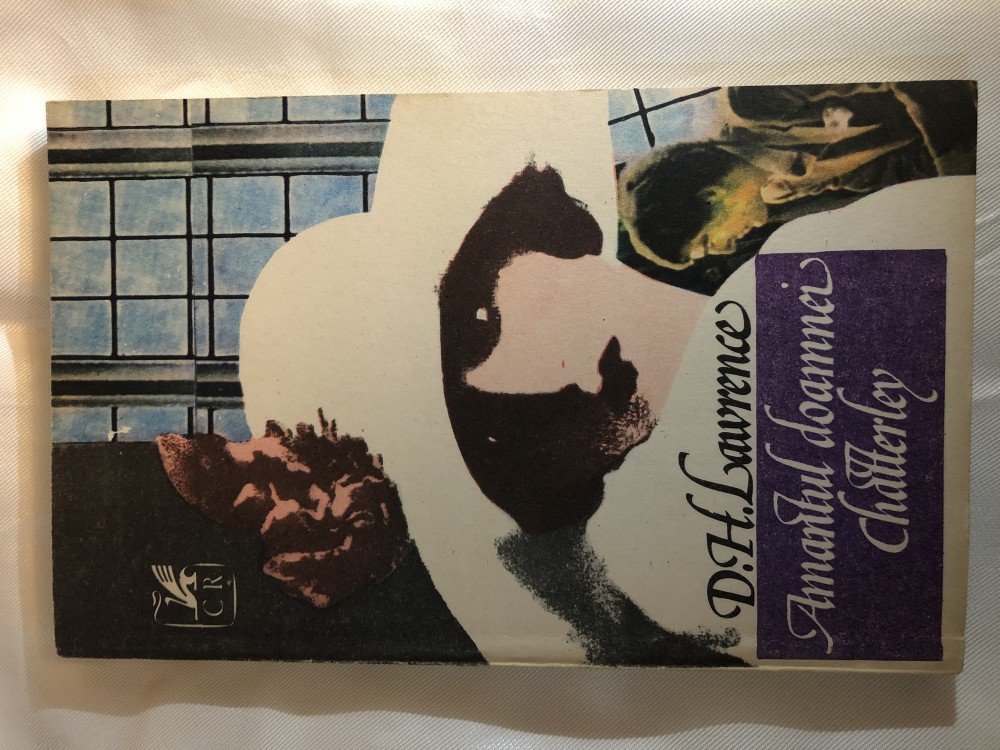 CR
D.H.Lawrence
Amantul doamnei
Chatterley